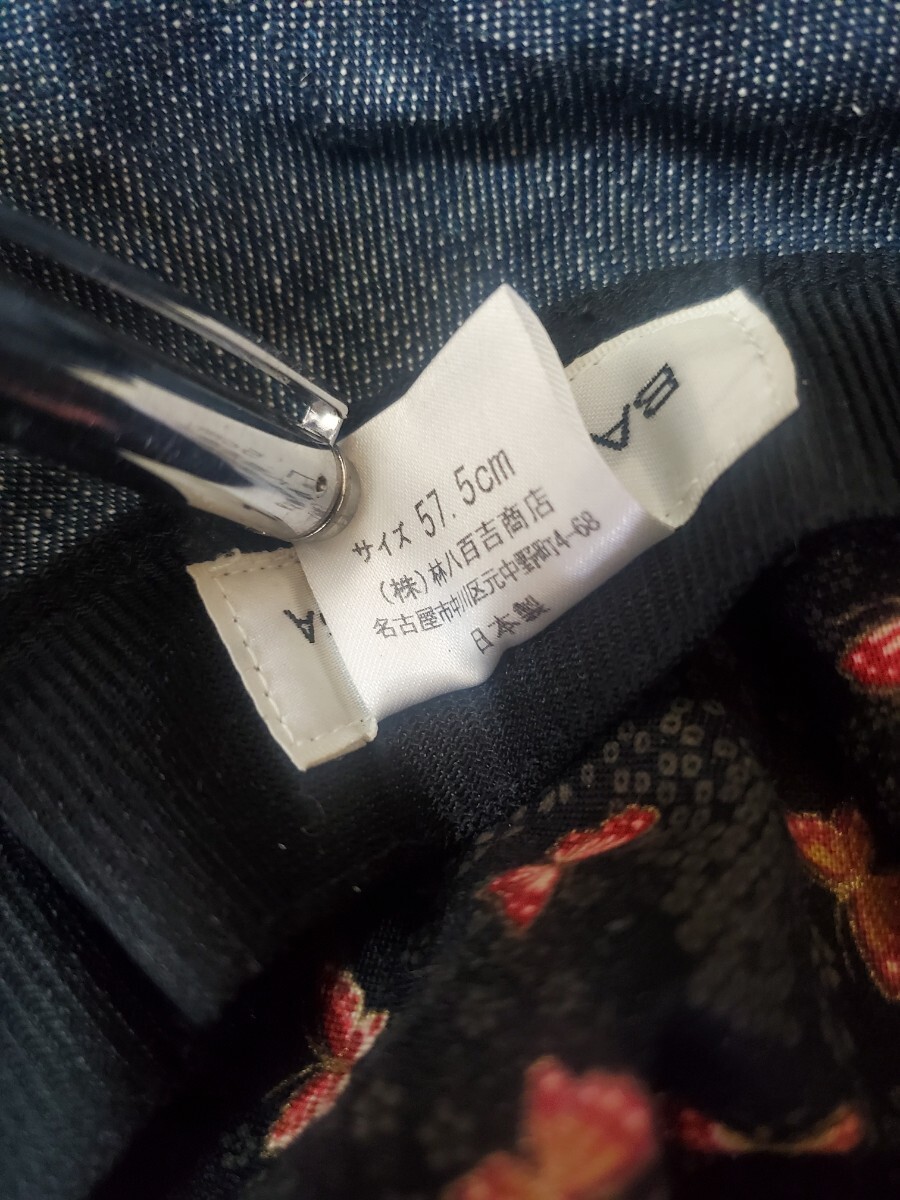 サイズ 57.5cm
(株)林八百吉商店
名古屋市中川区元中野町4-68
日本製
BA